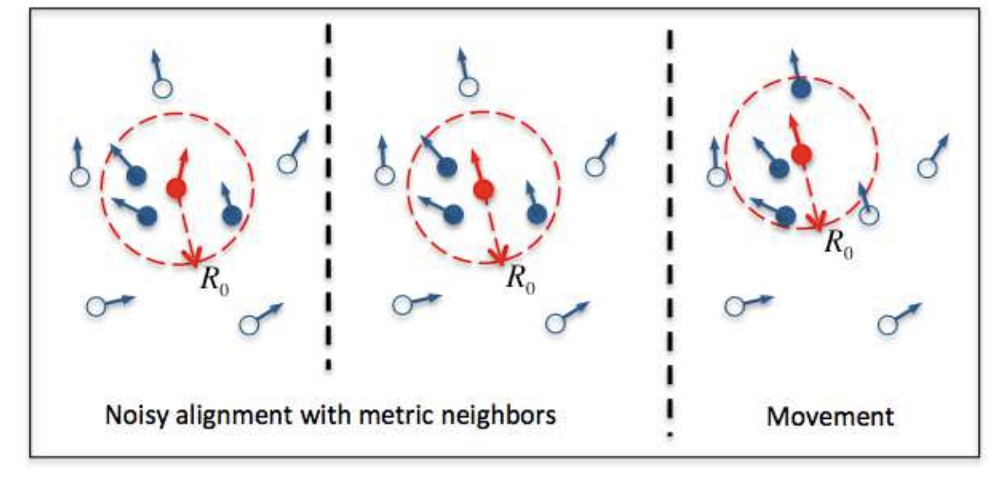 R₀
R₀
R₀
Noisy alignment with metric neighbors
Movement